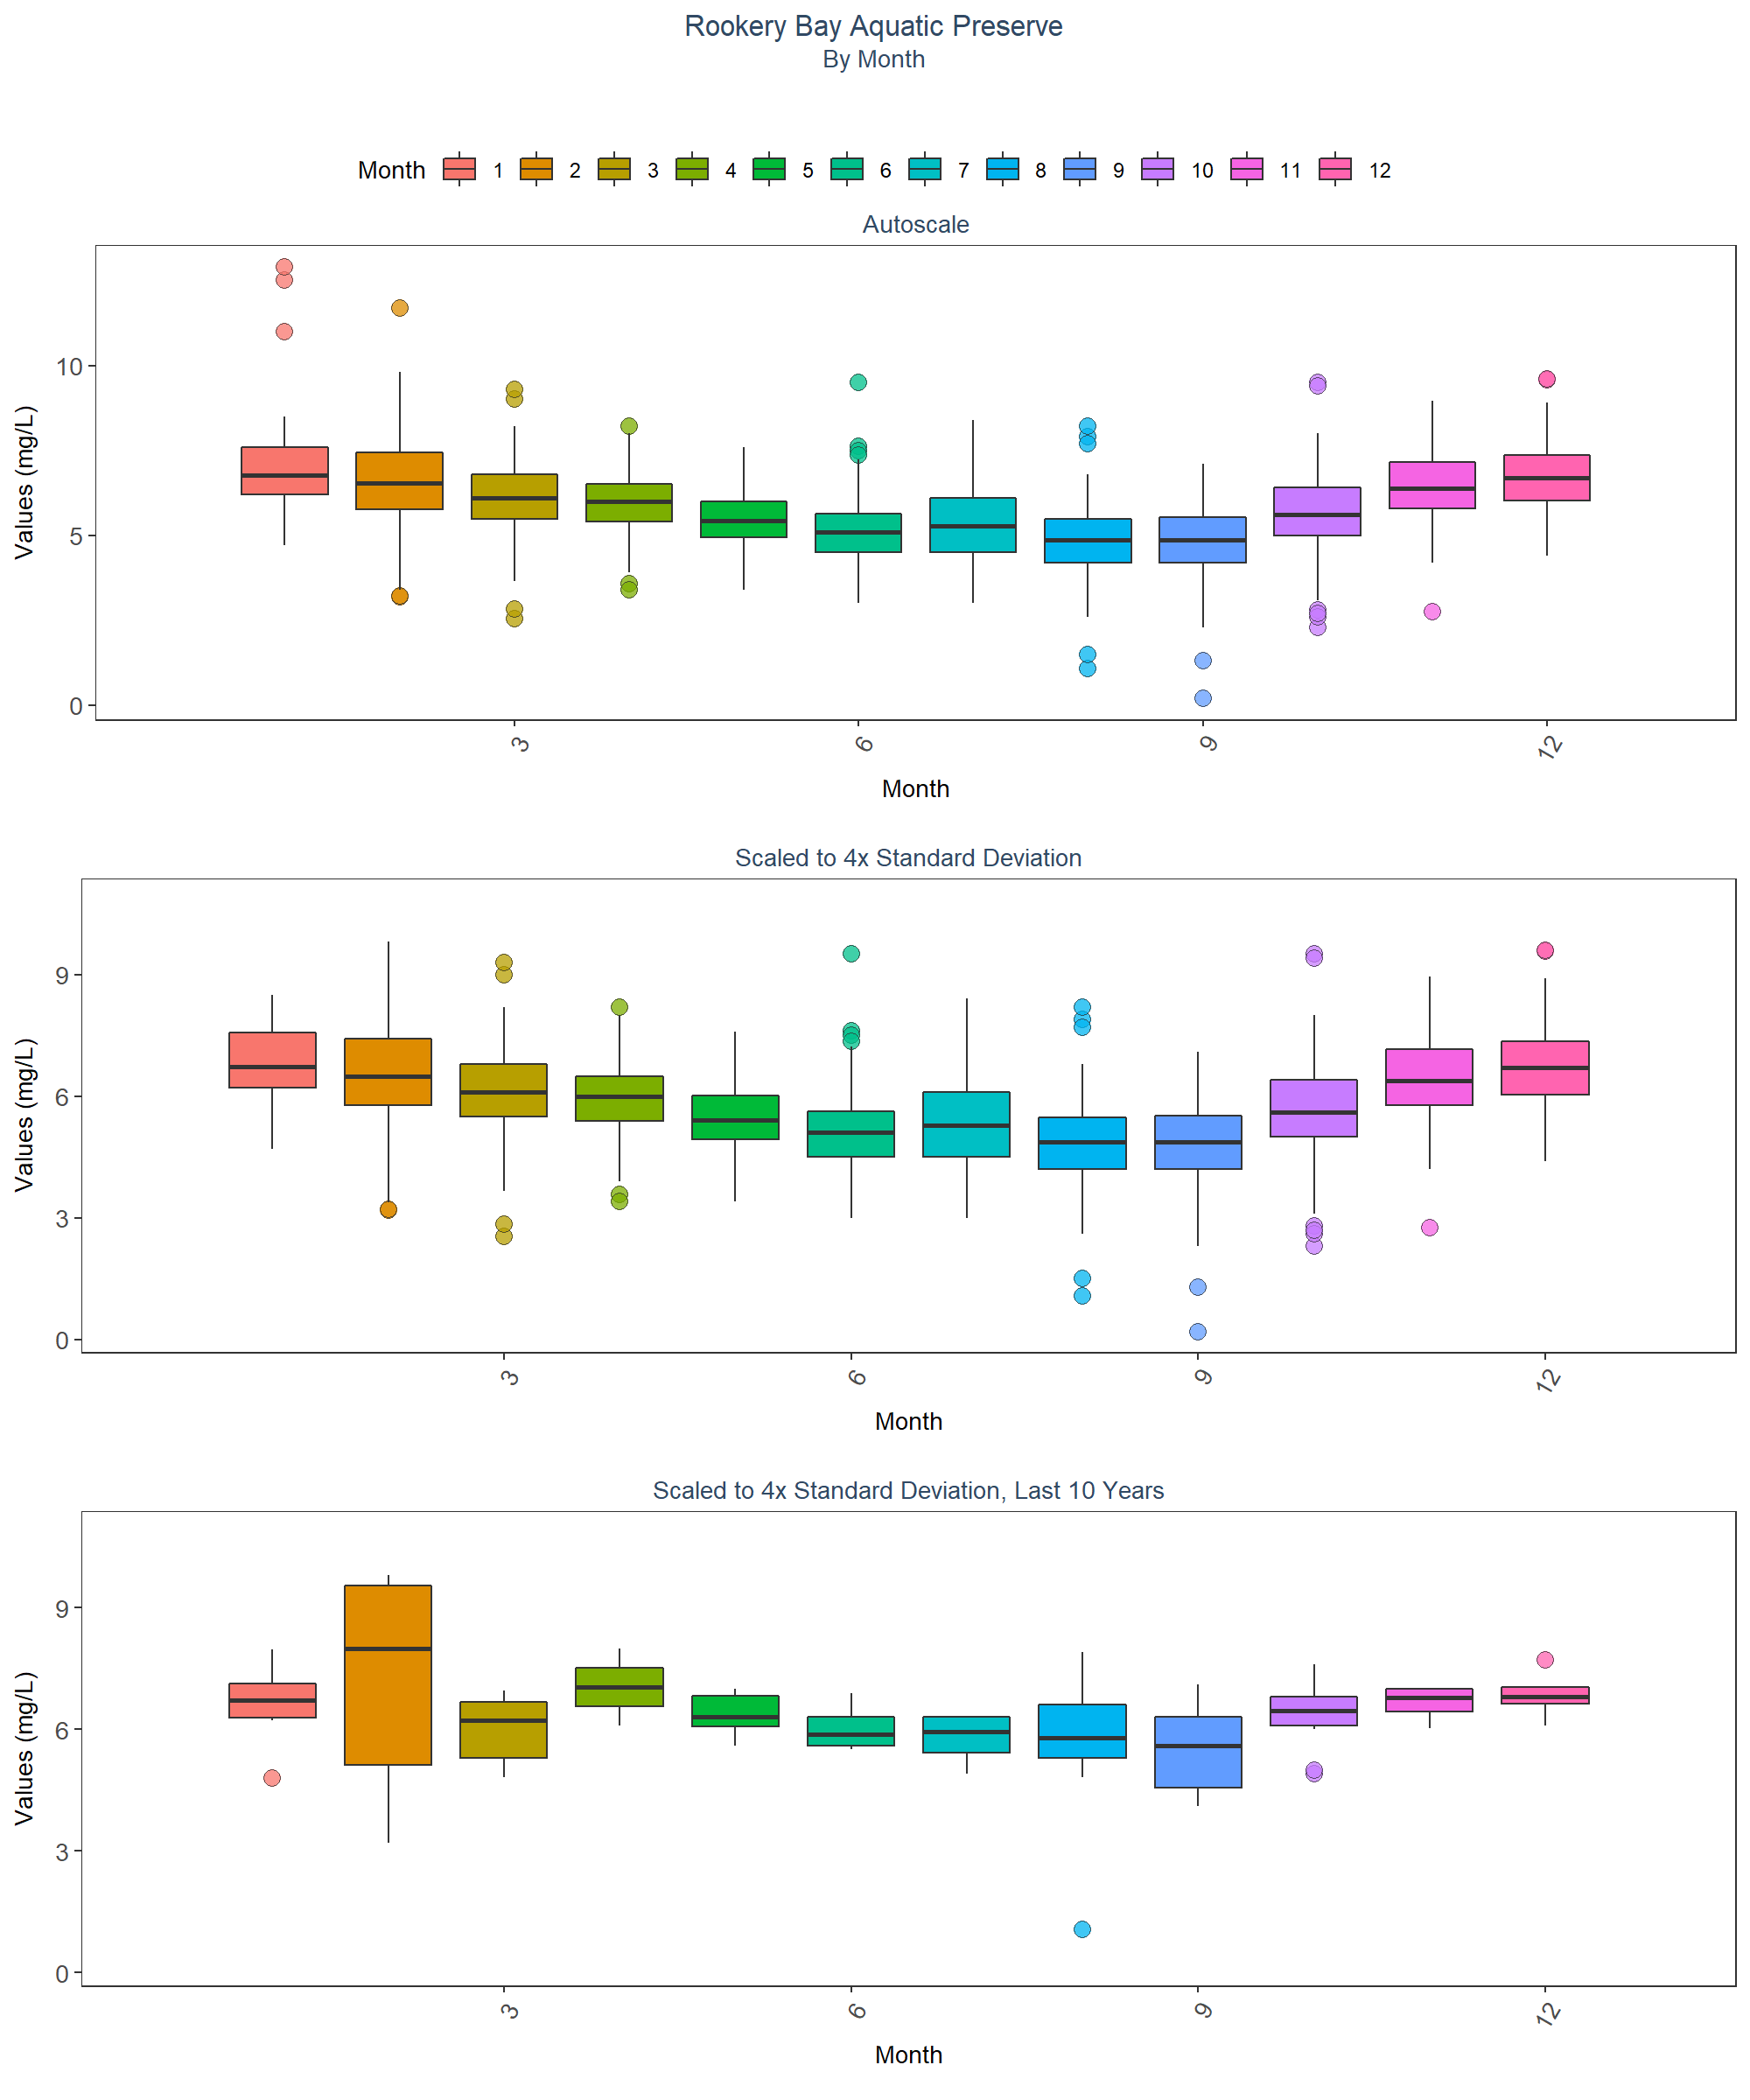 Rookery Bay Aquatic Preserve
By Month
Month 1 2 3 4 5 6 7 8 9 10 11 12
Autoscale
Values (mg/L)
10
5
0
3 6 9 12
Month
Scaled to 4x Standard Deviation
Values (mg/L)
9
6
3
0
3 6 9 12
Month
Scaled to 4x Standard Deviation, Last 10 Years
Values (mg/L)
9
6
3
0
3 6 9 12
Month